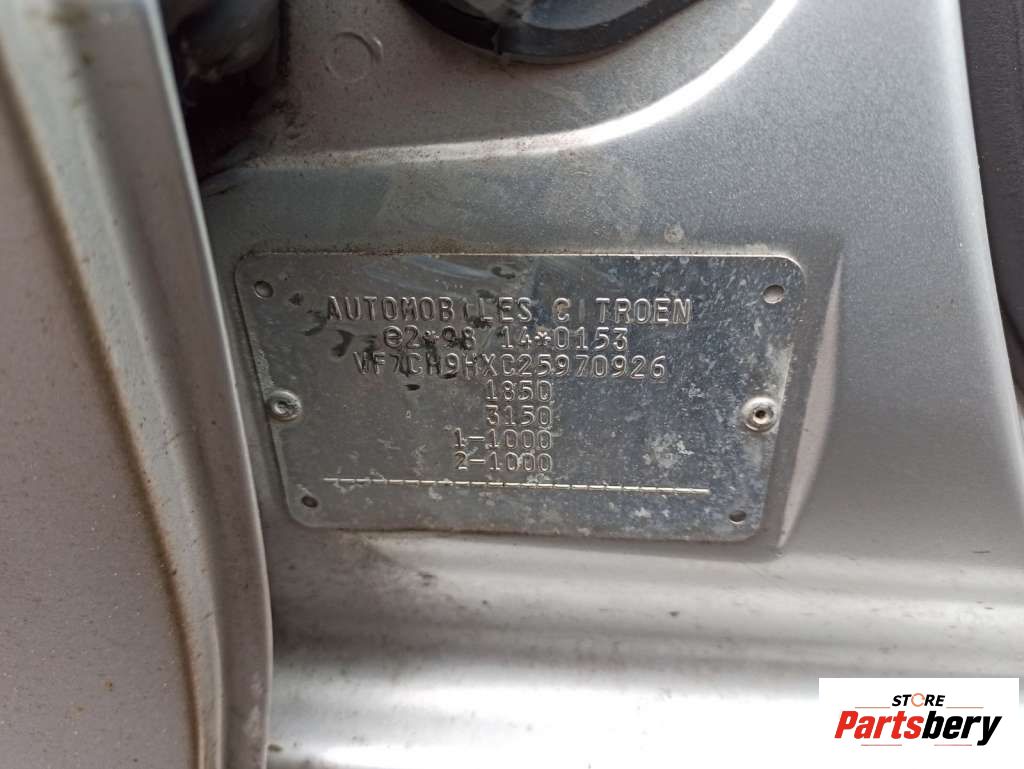 AUTOMOBILES CITROEN
e2*98/14*0153
VF7CH9HXC25970926
1850
3150
1-1000
2-1000
STORE
Partsbery